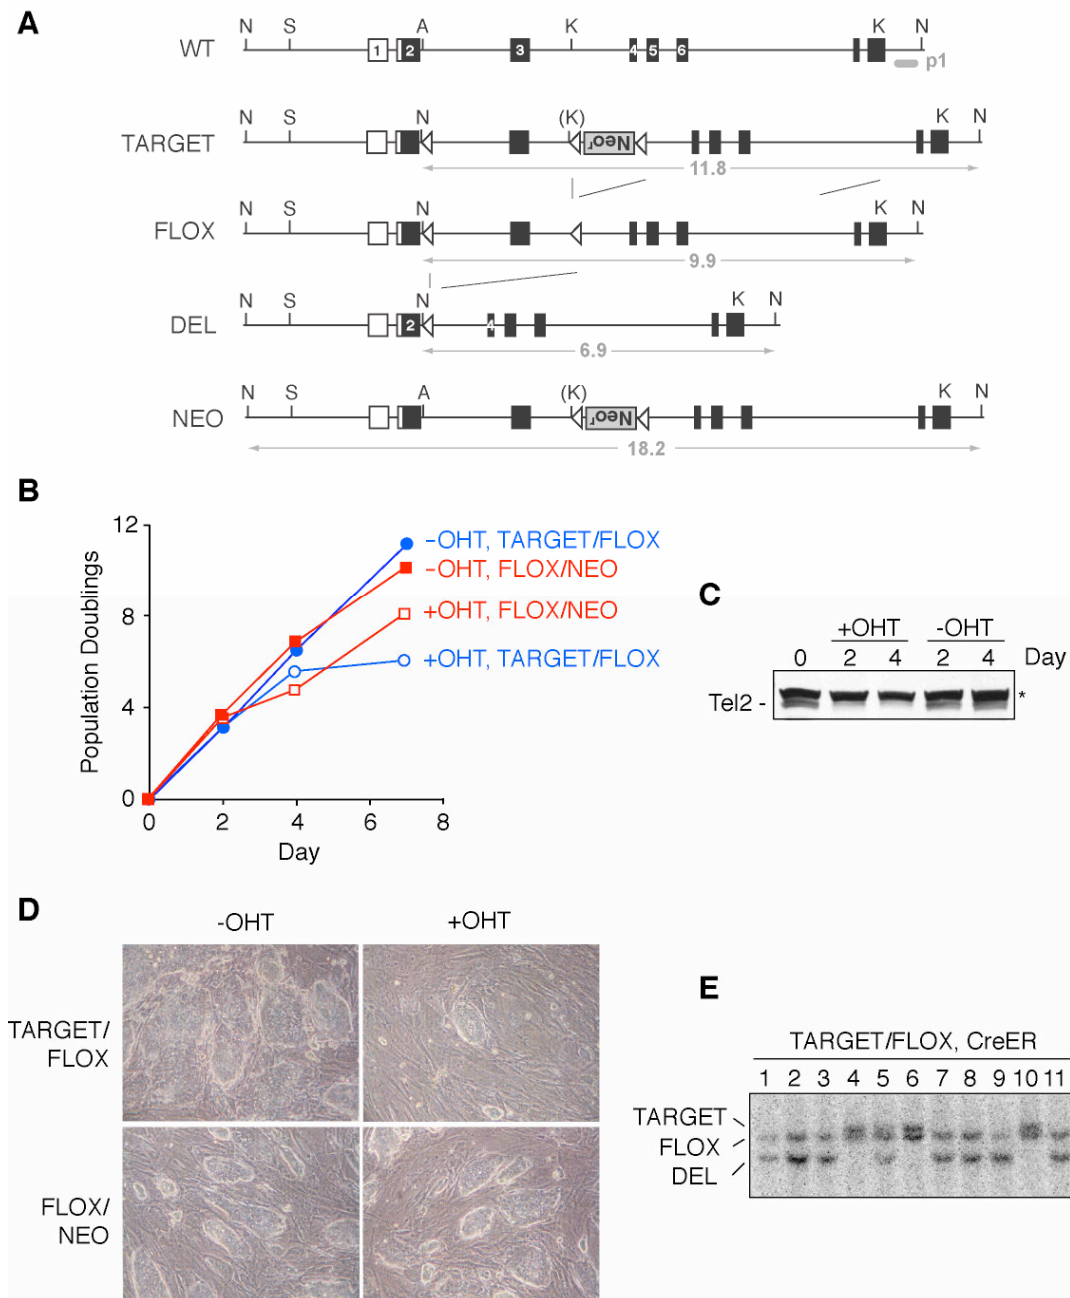 A
N S A K K N
WT 1 2 3 4 5 6 p1
N S N (K) K N
TARGET Neoʳ
11.8
N S N K N
FLOX
9.9
N S N K N
DEL 2 4
6.9
N S A (K) K N
NEO Neoʳ
18.2
B
12
8
4
0
0 2 4 6 8
Population Doublings
Day
−OHT, TARGET/FLOX
−OHT, FLOX/NEO
+OHT, FLOX/NEO
+OHT, TARGET/FLOX
C
+OHT -OHT
0 2 4 2 4 Day
Tel2 - *
D
-OHT +OHT
TARGET/
FLOX
FLOX/
NEO
E
TARGET/FLOX, CreER
1 2 3 4 5 6 7 8 9 10 11
TARGET
FLOX
DEL